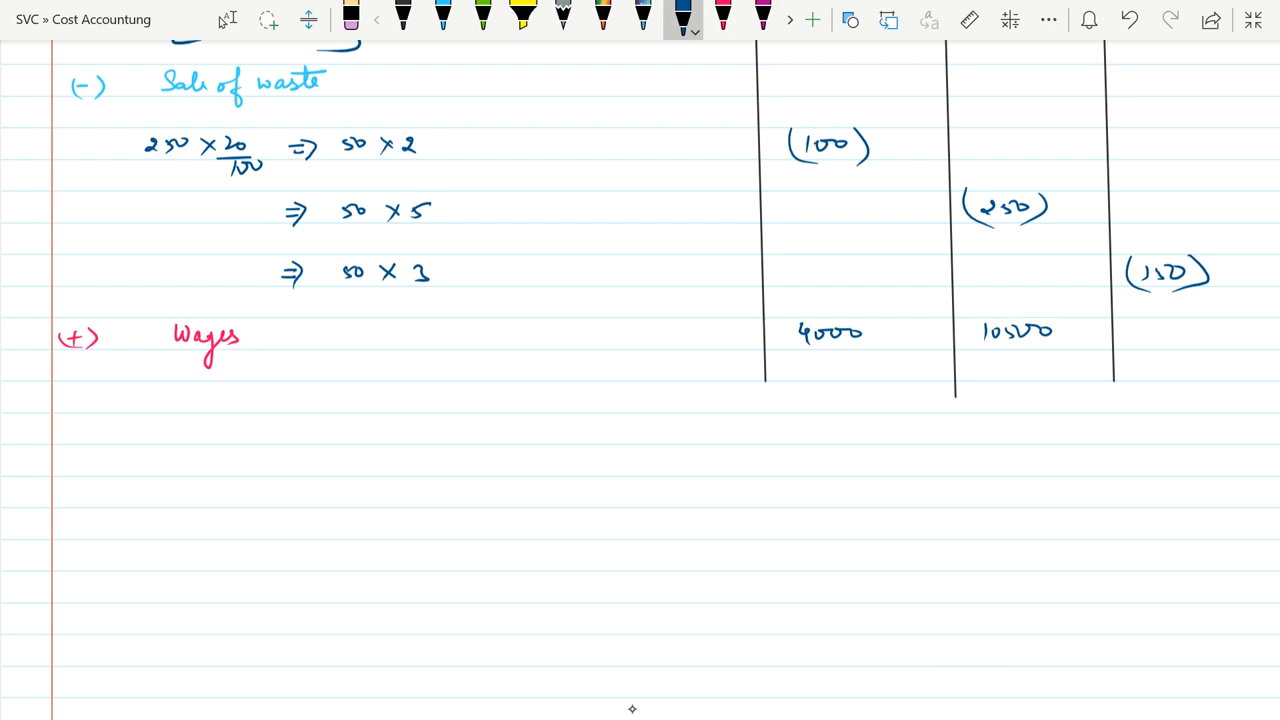 SVC » Cost Accountung
(-) Sale of waste
250 × 20/100 ⇒ 50 × 2 (100)
⇒ 50 × 5 (250)
⇒ 50 × 3 (150)
(+) Wages 4000 10500